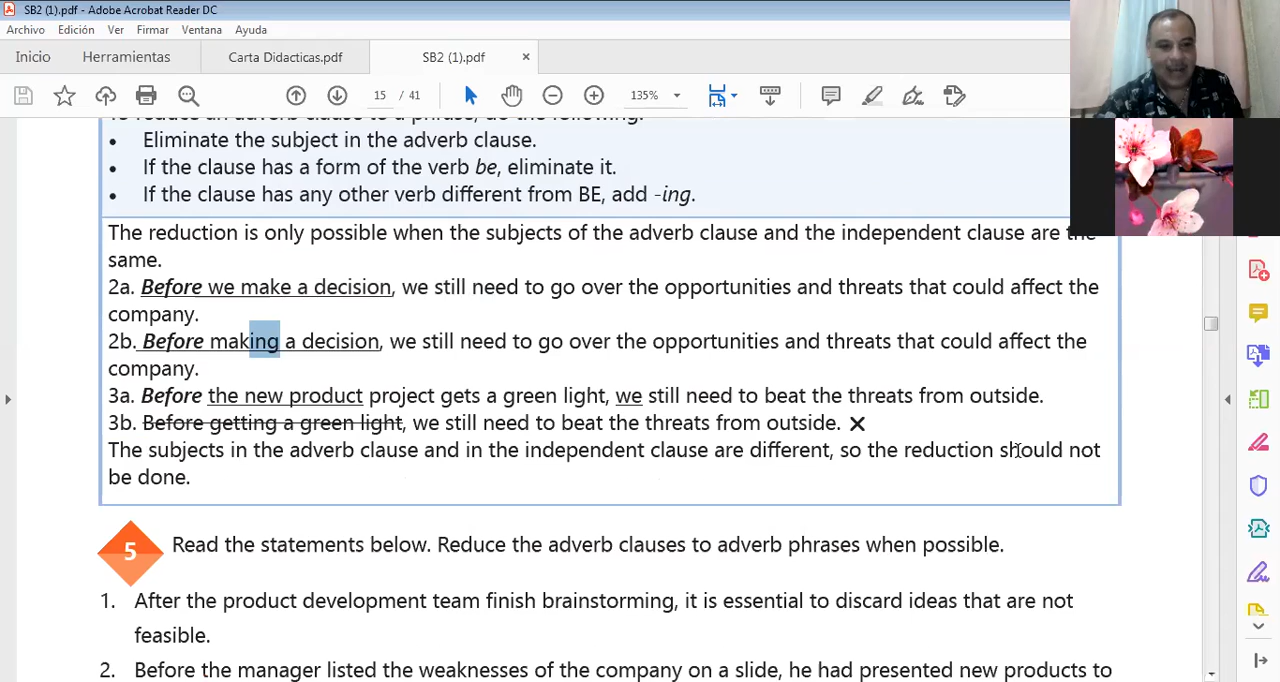 SB2 (1).pdf - Adobe Acrobat Reader DC
Archivo Edición Ver Firmar Ventana Ayuda
Inicio Herramientas Carta Didacticas.pdf SB2 (1).pdf ×
15 / 41 135%
To reduce an adverb clause to a phrase, do the following:
• Eliminate the subject in the adverb clause.
• If the clause has a form of the verb be, eliminate it.
• If the clause has any other verb different from BE, add -ing.
The reduction is only possible when the subjects of the adverb clause and the independent clause are the
same.
2a. Before we make a decision, we still need to go over the opportunities and threats that could affect the
company.
2b. Before making a decision, we still need to go over the opportunities and threats that could affect the
company.
3a. Before the new product project gets a green light, we still need to beat the threats from outside.
3b. Before getting a green light, we still need to beat the threats from outside. ✕
The subjects in the adverb clause and in the independent clause are different, so the reduction should not
be done.
5 Read the statements below. Reduce the adverb clauses to adverb phrases when possible.
1. After the product development team finish brainstorming, it is essential to discard ideas that are not
feasible.
2. Before the manager listed the weaknesses of the company on a slide, he had presented new products to